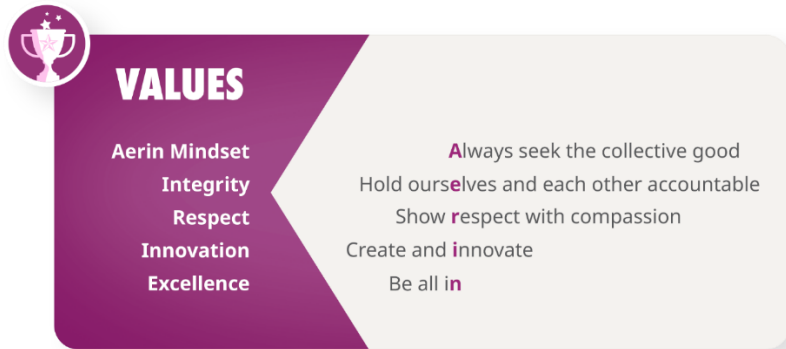 VALUES
Aerin Mindset
Always seek the collective good
Integrity
Hold ourselves and each other accountable
Respect
Show respect with compassion
Innovation
Create and innovate
Excellence
Be all in